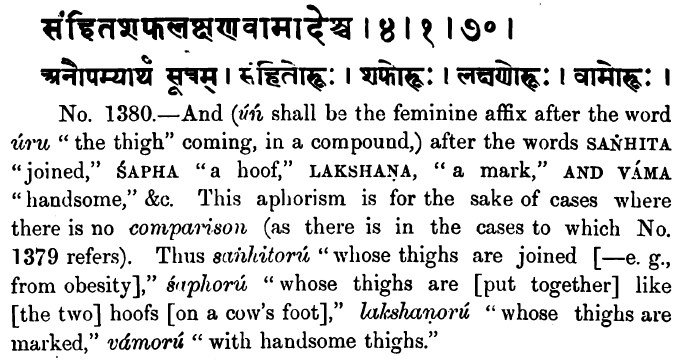 संहितशफलक्षणवामादेश्च । ४ । १ । ७० ।
अनौपम्यार्थं सूत्रम् । संहितोरूः । शफोरूः । लक्षणोरूः । वामोरूः ।
No. 1380.—And (úṅ shall be the feminine affix after the word
úru “the thigh” coming, in a compound,) after the words SAṄHITA
“joined,” ŚAPHA “a hoof,” LAKSHAṆA, “a mark,” AND VÁMA
“handsome,” &c. This aphorism is for the sake of cases where
there is no comparison (as there is in the cases to which No.
1379 refers). Thus saṅhitorú “whose thighs are joined [—e. g.,
from obesity],” śaphorú “whose thighs are [put together] like
[the two] hoofs [on a cow’s foot],” lakshaṇorú “whose thighs are
marked,” vámorú “with handsome thighs.”